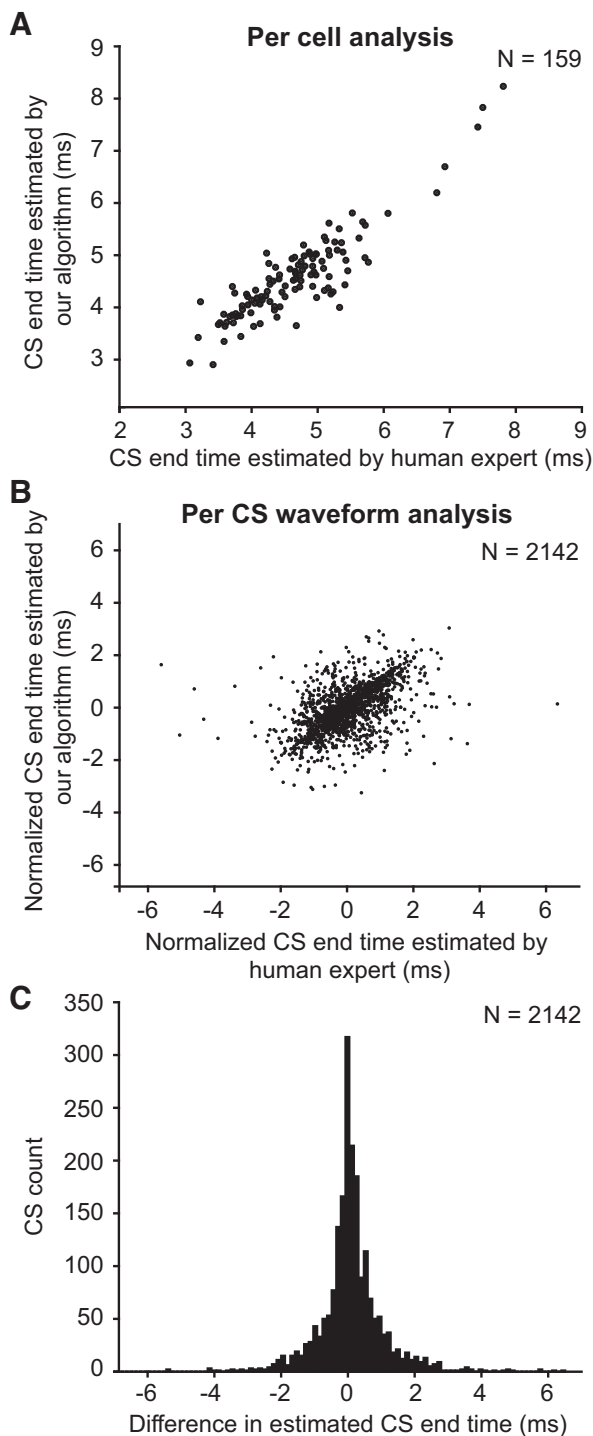 A
Per cell analysis
N = 159
CS end time estimated by
our algorithm (ms)
9
8
7
6
5
4
3
2 3 4 5 6 7 8 9
CS end time estimated by human expert (ms)
B
Per CS waveform analysis
N = 2142
Normalized CS end time estimated by
our algorithm (ms)
6
4
2
0
-2
-4
-6
-6 -4 -2 0 2 4 6
Normalized CS end time estimated by
human expert (ms)
C
N = 2142
CS count
350
300
250
200
150
100
50
0
-6 -4 -2 0 2 4 6
Difference in estimated CS end time (ms)